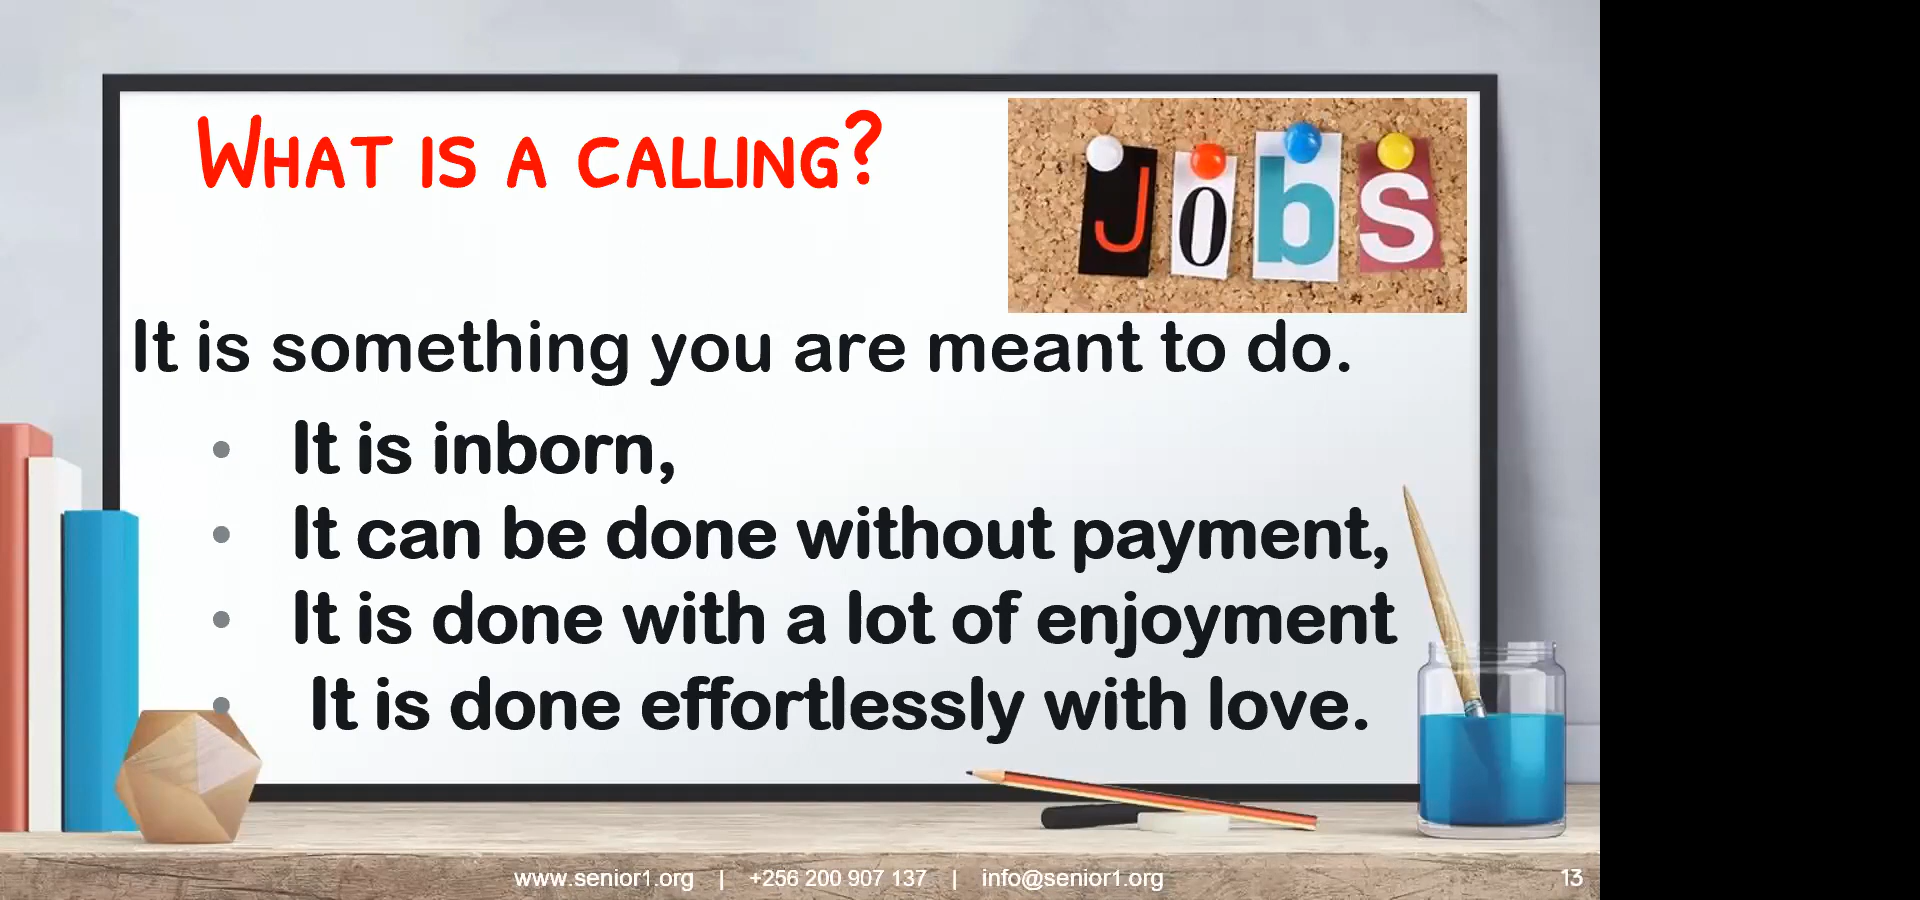 What is a calling?
Jobs
It is something you are meant to do.
• It is inborn,
• It can be done without payment,
• It is done with a lot of enjoyment
• It is done effortlessly with love.
www.senior1.org | +256 200 907 137 | info@senior1.org
13